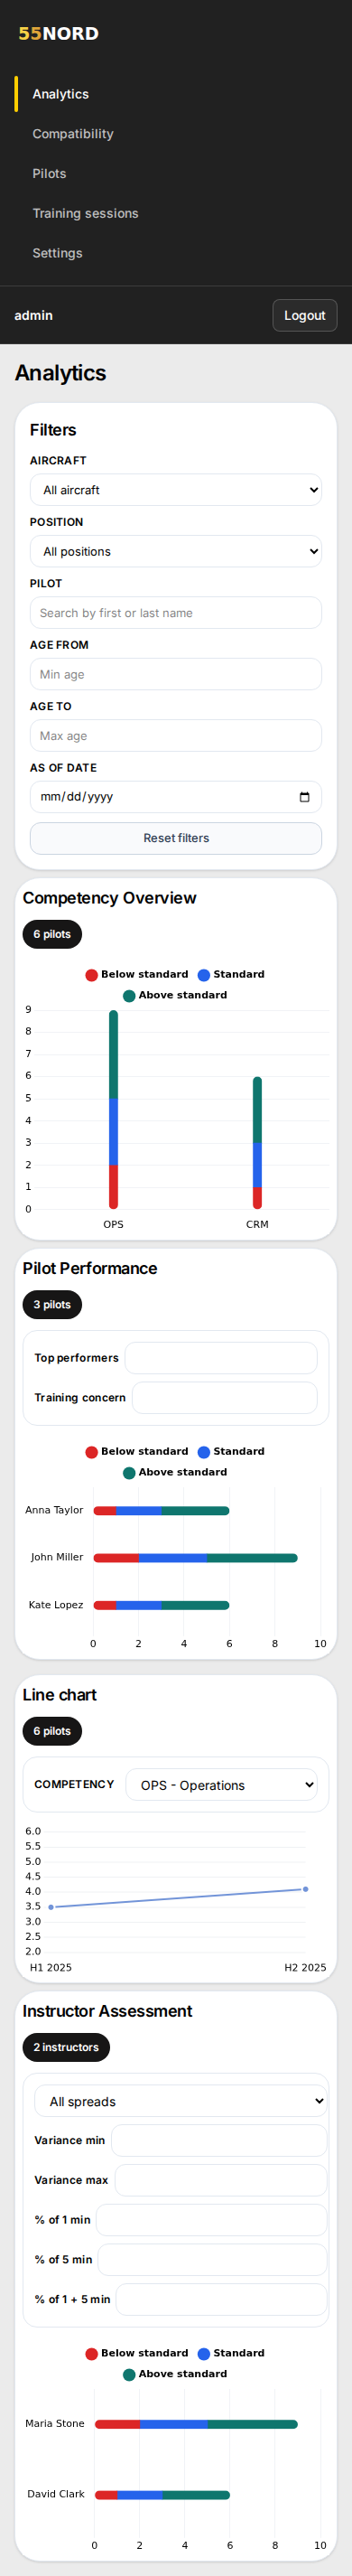 55NORD
Analytics
Compatibility
Pilots
Training sessions
Settings
admin
Logout
Analytics
Filters
AIRCRAFT
All aircraft
POSITION
All positions
PILOT
Search by first or last name
AGE FROM
Min age
AGE TO
Max age
AS OF DATE
mm/dd/yyyy
Reset filters
Competency Overview
6 pilots
Below standard Standard
Above standard
9
8
7
6
5
4
3
2
1
0
OPS CRM
Pilot Performance
3 pilots
Top performers
Training concern
Below standard Standard
Above standard
Anna Taylor
John Miller
Kate Lopez
0 2 4 6 8 10
Line chart
6 pilots
COMPETENCY OPS - Operations
6.0
5.5
5.0
4.5
4.0
3.5
3.0
2.5
2.0
H1 2025 H2 2025
Instructor Assessment
2 instructors
All spreads
Variance min
Variance max
% of 1 min
% of 5 min
% of 1 + 5 min
Below standard Standard
Above standard
Maria Stone
David Clark
0 2 4 6 8 10